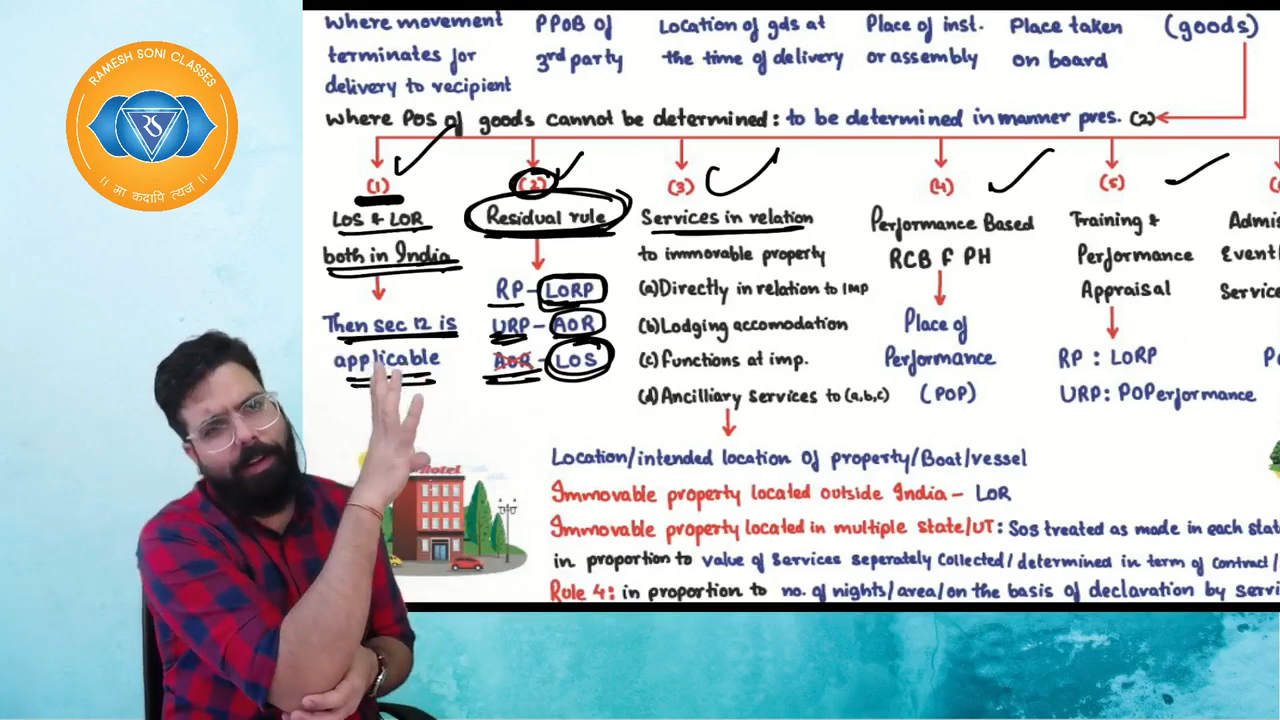 RAMESH SONI CLASSES
RS
॥ मा कदापि त्यज ॥
Where movement terminates for delivery to recipient
PPOB of 3rd party
Location of gds at the time of delivery
Place of inst. or assembly
Place taken on board
(goods)
Where POS of goods cannot be determined: to be determined in manner pres. (2)
(1)
LOS & LOR
both in India
Then sec 12 is
applicable
(2)
Residual rule
RP - LORP
URP - AOR
AOR - LOS
(3)
Services in relation
to immovable property
(a) Directly in relation to IMP
(b) Lodging accomodation
(c) Functions at imp.
(d) Ancilliary services to (a,b,c)
(4)
Performance Based
RCB F PH
Place of
Performance
(POP)
(5)
Training &
Performance
Appraisal
RP : LORP
URP: POPerformance
Admis
Event
Service
Hotel
Location/intended location of property/Boat/vessel
Immovable property located outside India - LOR
Immovable property located in multiple state/UT: SOS treated as made in each stat
in proportion to value of services seperately collected/determined in term of contract/
Rule 4: in proportion to no. of nights/area/on the basis of declaration by servi